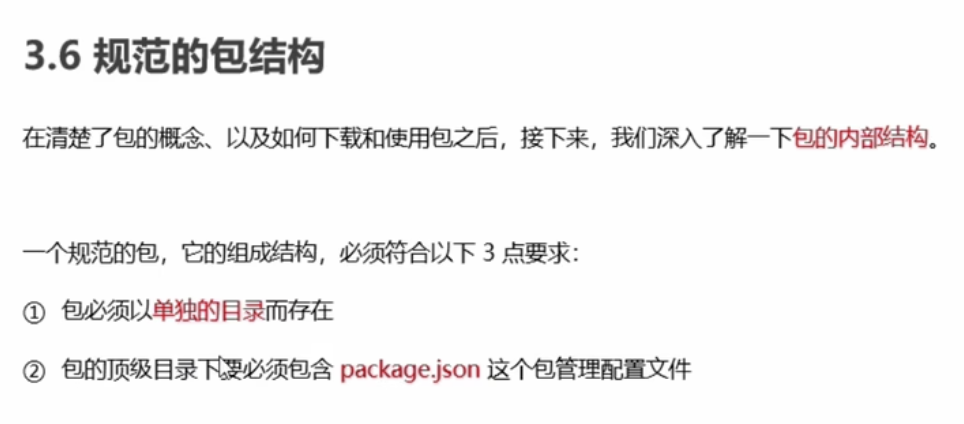 3.6 规范的包结构
在清楚了包的概念、以及如何下载和使用包之后，接下来，我们深入了解一下包的内部结构。
一个规范的包，它的组成结构，必须符合以下 3 点要求：
① 包必须以单独的目录而存在
② 包的顶级目录下要必须包含 package.json 这个包管理配置文件